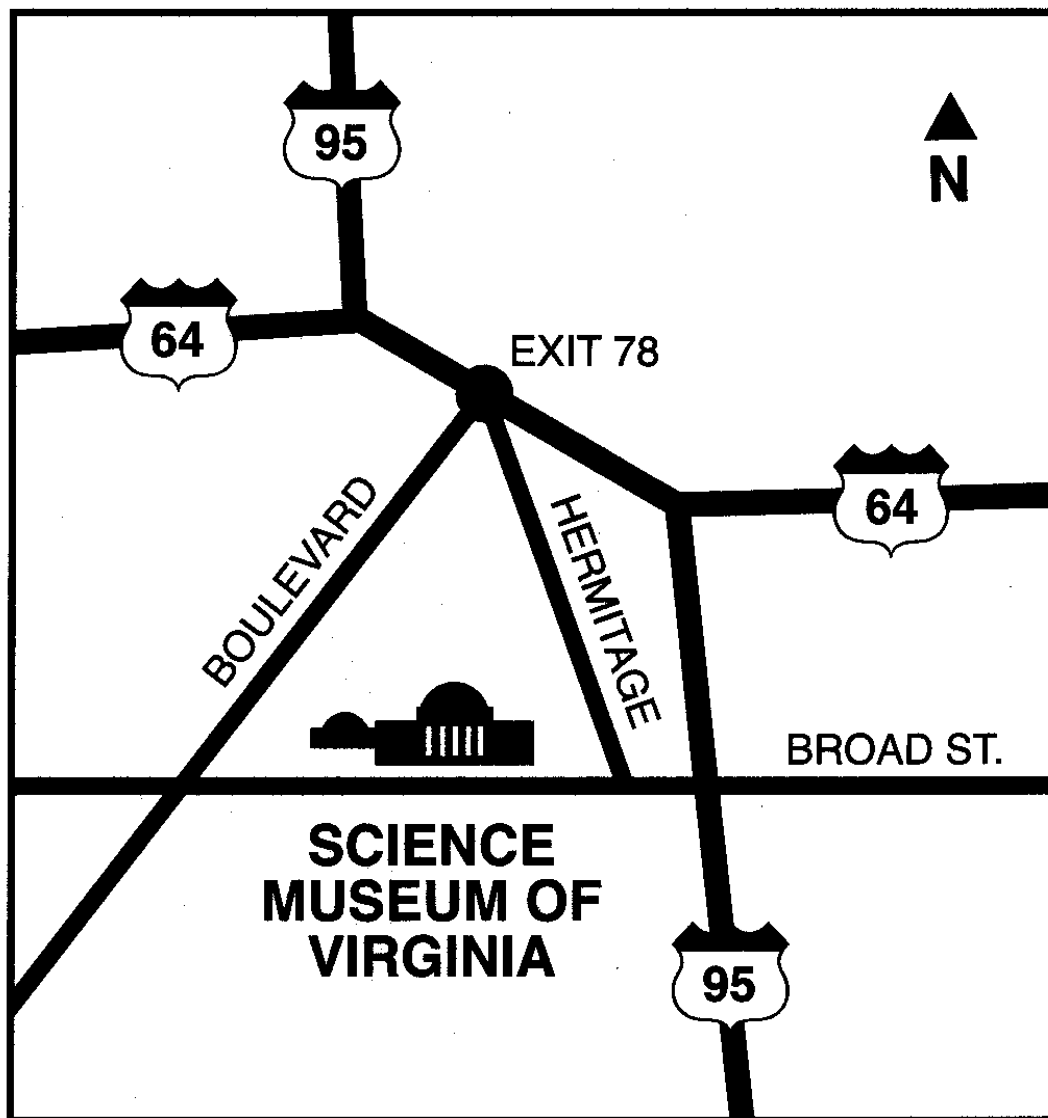 95
N
64
EXIT 78
64
BOULEVARD
HERMITAGE
BROAD ST.
SCIENCE
MUSEUM OF
VIRGINIA
95